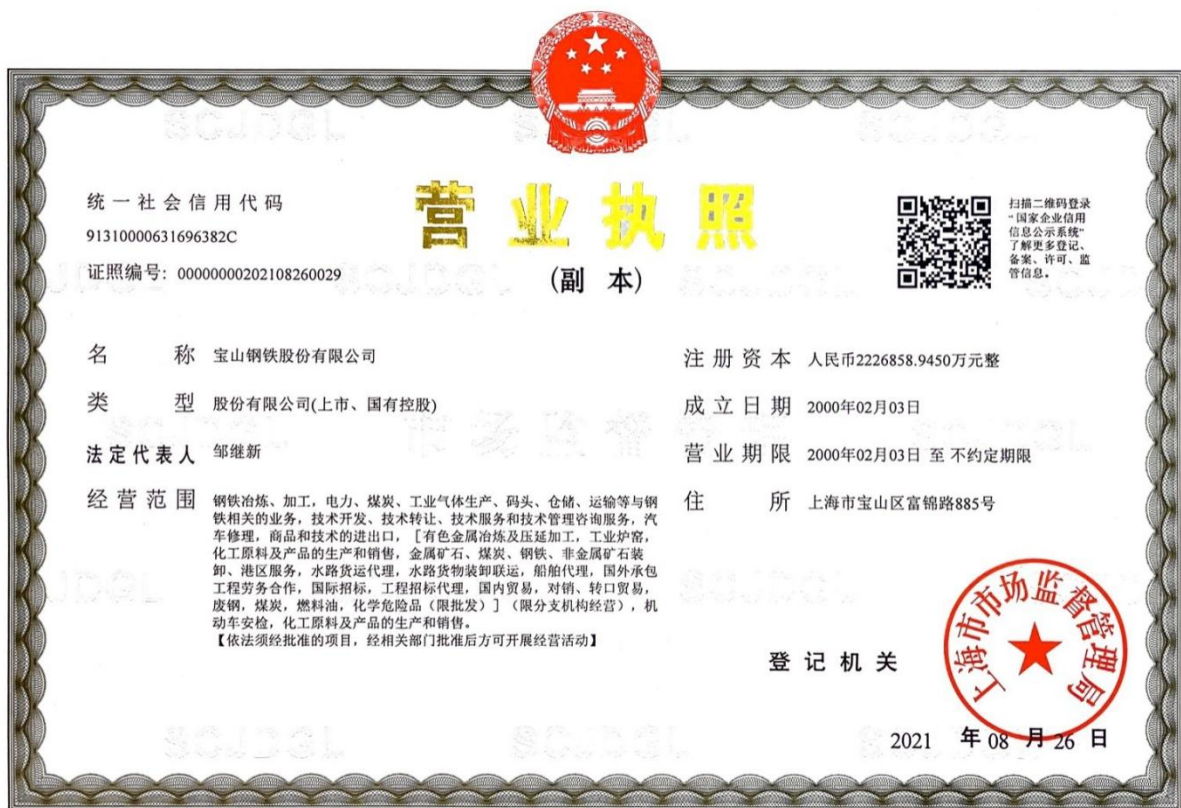 营业执照
(副 本)
统一社会信用代码
91310000631696382C
证照编号: 00000000202108260029
扫描二维码登录
“国家企业信用
信息公示系统”
了解更多登记、
备案、许可、监
管信息。
名 称 宝山钢铁股份有限公司
类 型 股份有限公司(上市、国有控股)
法定代表人 邹继新
经营范围 钢铁冶炼、加工,电力、煤炭、工业气体生产、码头、仓储、运输等与钢
铁相关的业务,技术开发、技术转让、技术服务和技术管理咨询服务,汽
车修理,商品和技术的进出口,[有色金属冶炼及压延加工,工业炉窑,
化工原料及产品的生产和销售,金属矿石、煤炭、钢铁、非金属矿石装
卸、港区服务,水路货运代理,水路货物装卸联运,船舶代理,国外承包
工程劳务合作,国际招标,工程招标代理,国内贸易,对销、转口贸易,
废钢,煤炭,燃料油,化学危险品(限批发)](限分支机构经营),机
动车安检,化工原料及产品的生产和销售。
【依法须经批准的项目,经相关部门批准后方可开展经营活动】
注册资本 人民币2226858.9450万元整
成立日期 2000年02月03日
营业期限 2000年02月03日 至 不约定期限
住 所 上海市宝山区富锦路885号
登记机关
上海市市场监督管理局
2021 年 08 月 26 日
SCJDGL
市场监督管理